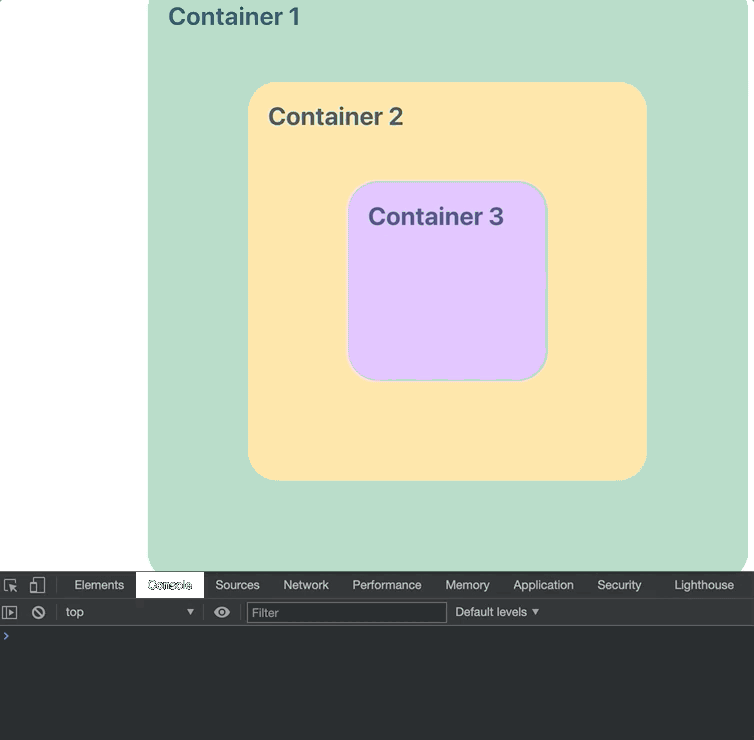 Container 1
Container 2
Container 3
Elements Console Sources Network Performance Memory Application Security Lighthouse
top Filter Default levels